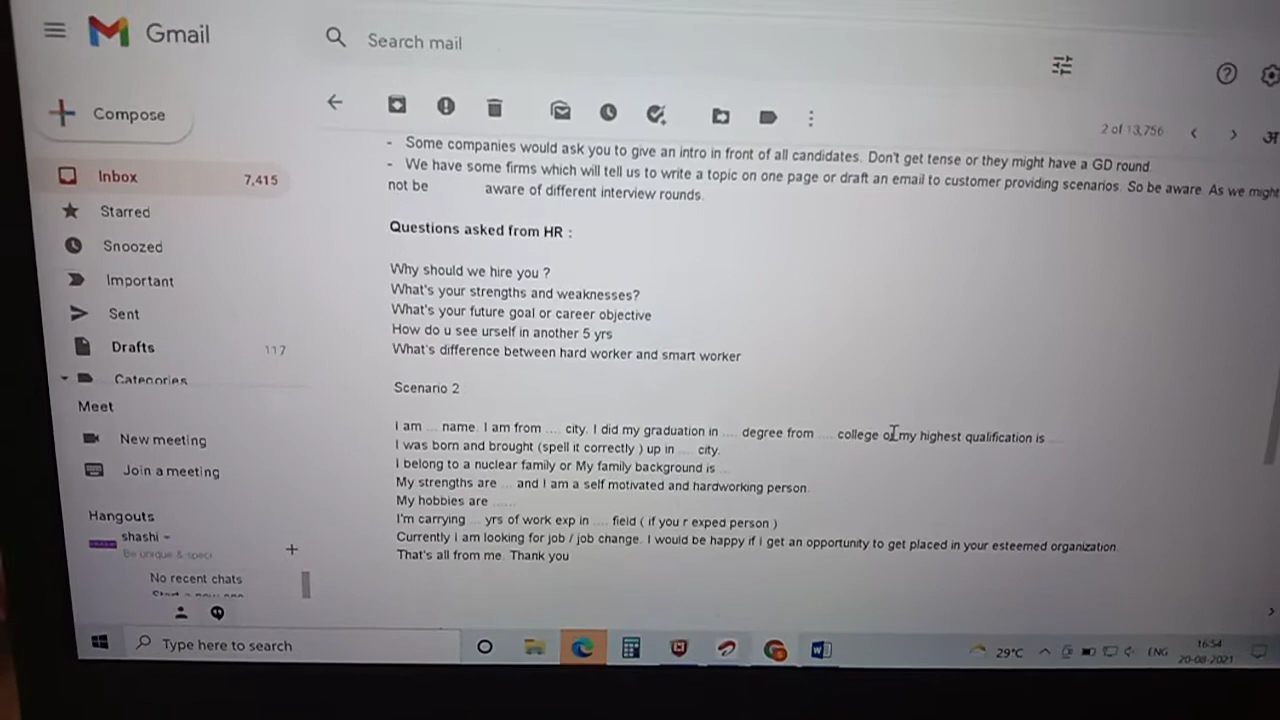 Gmail
Search mail
Compose
2 of 13,756
Inbox 7,415
Starred
Snoozed
Important
Sent
Drafts 117
Categories
Meet
New meeting
Join a meeting
Hangouts
shashi
Be unique & speci
No recent chats
- Some companies would ask you to give an intro in front of all candidates. Don't get tense or they might have a GD round.
- We have some firms which will tell us to write a topic on one page or draft an email to customer providing scenarios. So be aware. As we might
not be aware of different interview rounds.
Questions asked from HR :
Why should we hire you ?
What's your strengths and weaknesses?
What's your future goal or career objective
How do u see urself in another 5 yrs
What's difference between hard worker and smart worker
Scenario 2
I am ... name. I am from .... city. I did my graduation in .... degree from .... college or my highest qualification is ....
I was born and brought (spell it correctly ) up in .... city.
I belong to a nuclear family or My family background is ...
My strengths are ... and I am a self motivated and hardworking person.
My hobbies are ......
I'm carrying ... yrs of work exp in .... field ( if you r exped person )
Currently I am looking for job / job change. I would be happy if i get an opportunity to get placed in your esteemed organization.
That's all from me. Thank you
Type here to search
29°C
ENG
16:54
20-08-2021